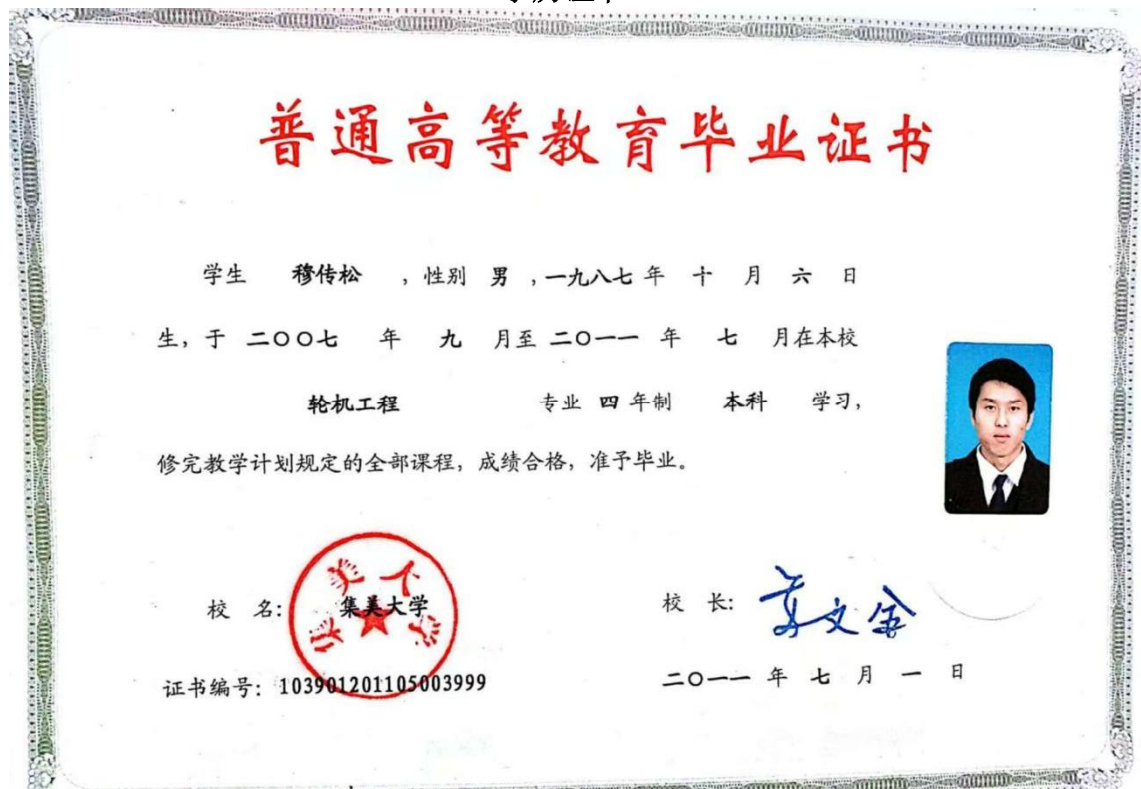 普通高等教育毕业证书
学生 穆传松 ，性别 男 ，一九八七 年 十 月 六 日
生，于 二〇〇七 年 九 月至 二〇一一 年 七 月在本校
轮机工程 专业 四 年制 本科 学习，
修完教学计划规定的全部课程，成绩合格，准予毕业。
校 名： 集美大学
校 长：
证书编号：103901201105003999
二〇一一 年 七 月 一 日